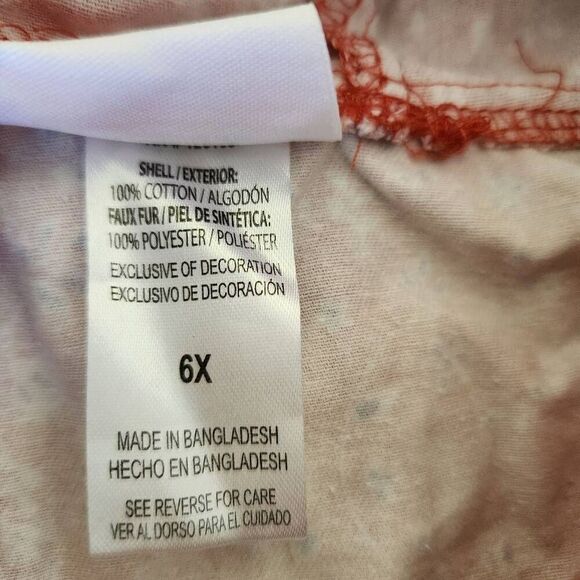 SHELL/EXTERIOR:
100% COTTON/ALGODÓN
FAUX FUR/PIEL DE SINTÉTICA:
100% POLYESTER/POLIÉSTER
EXCLUSIVE OF DECORATION
EXCLUSIVO DE DECORACIÓN
6X
MADE IN BANGLADESH
HECHO EN BANGLADESH
SEE REVERSE FOR CARE
VER AL DORSO PARA EL CUIDADO